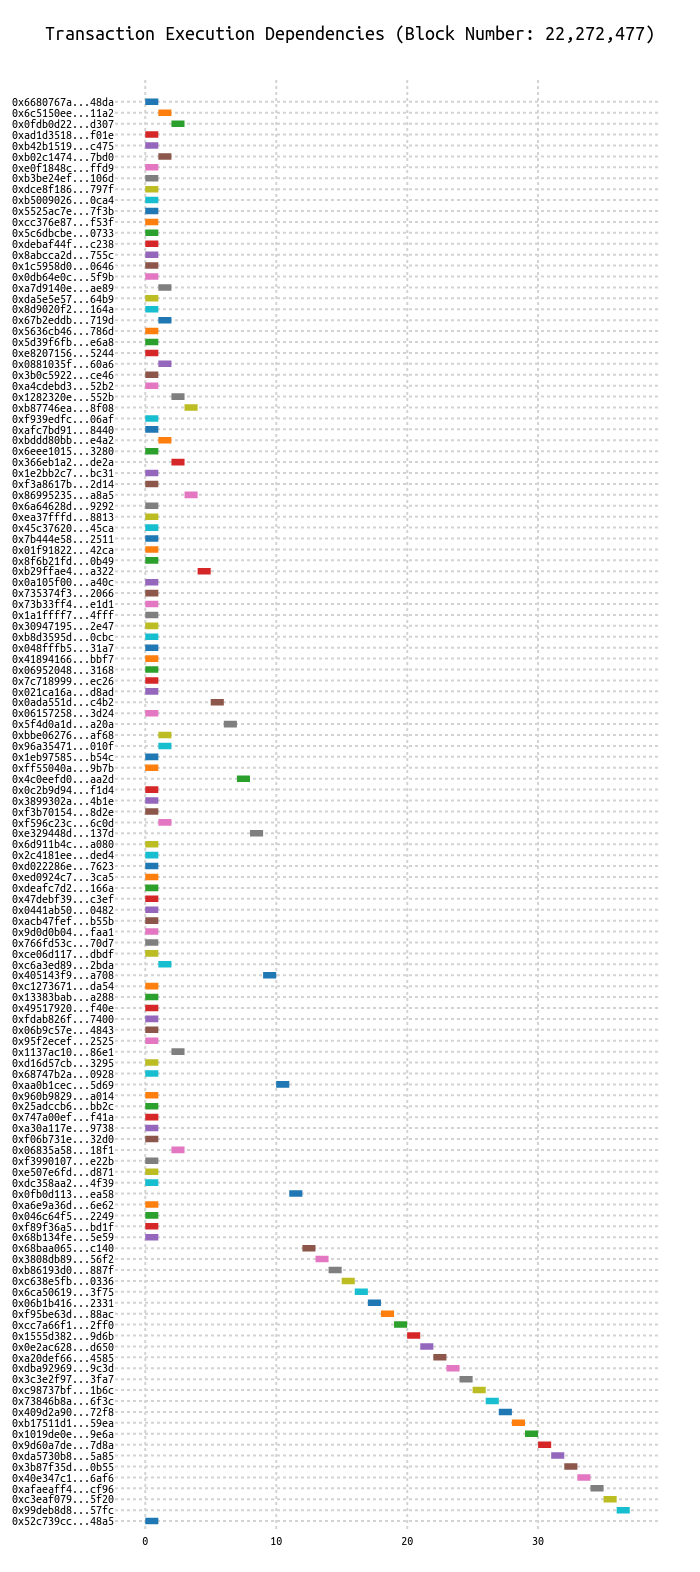 Transaction Execution Dependencies (Block Number: 22,272,477)
0x6680767a...48da
0x6c5150ee...11a2
0x0fdb0d22...d307
0xad1d3518...f01e
0xb42b1519...c475
0xb02c1474...7bd0
0xe0f1848c...ffd9
0xb3be24ef...106d
0xdce8f186...797f
0xb5009026...0ca4
0x5525ac7e...7f3b
0xcc376e87...f53f
0x5c6dbcbe...0733
0xdebaf44f...c238
0x8abcca2d...755c
0x1c5958d0...0646
0x0db64e0c...5f9b
0xa7d9140e...ae89
0xda5e5e57...64b9
0x8d9020f2...164a
0x67b2eddb...719d
0x5636cb46...786d
0x5d39f6fb...e6a8
0xe8207156...5244
0x0881035f...60a6
0x3b0c5922...ce46
0xa4cdebd3...52b2
0x1282320e...552b
0xb87746ea...8f08
0xf939edfc...06af
0xafc7bd91...8440
0xbddd80bb...e4a2
0x6eee1015...3280
0x366eb1a2...de2a
0x1e2bb2c7...bc31
0xf3a8617b...2d14
0x86995235...a8a5
0x6a64628d...9292
0xea37fffd...8813
0x45c37620...45ca
0x7b444e58...2511
0x01f91822...42ca
0x8f6b21fd...0b49
0xb29ffae4...a322
0x0a105f00...a40c
0x735374f3...2066
0x73b33ff4...e1d1
0x1a1ffff7...4fff
0x30947195...2e47
0xb8d3595d...0cbc
0x048fffb5...31a7
0x41894166...bbf7
0x06952048...3168
0x7c718999...ec26
0x021ca16a...d8ad
0x0ada551d...c4b2
0x06157258...3d24
0x5f4d0a1d...a20a
0xbbe06276...af68
0x96a35471...010f
0x1eb97585...b54c
0xff55040a...9b7b
0x4c0eefd0...aa2d
0x0c2b9d94...f1d4
0x3899302a...4b1e
0xf3b70154...8d2e
0xf596c23c...6c0d
0xe329448d...137d
0x6d911b4c...a080
0x2c4181ee...ded4
0xd022286e...7623
0xed0924c7...3ca5
0xdeafc7d2...166a
0x47debf39...c3ef
0x0441ab50...0482
0xacb47fef...b55b
0x9d0d0b04...faa1
0x766fd53c...70d7
0xce06d117...dbdf
0xc6a3ed89...2bda
0x405143f9...a708
0xc1273671...da54
0x13383bab...a288
0x49517920...f40e
0xfdab826f...7400
0x06b9c57e...4843
0x95f2ecef...2525
0x1137ac10...86e1
0xd16d57cb...3295
0x68747b2a...0928
0xaa0b1cec...5d69
0x960b9829...a014
0x25adccb6...bb2c
0x747a00ef...f41a
0xa30a117e...9738
0xf06b731e...32d0
0x06835a58...18f1
0xf3990107...e22b
0xe507e6fd...d871
0xdc358aa2...4f39
0x0fb0d113...ea58
0xa6e9a36d...6e62
0x046c64f5...2249
0xf89f36a5...bd1f
0x68b134fe...5e59
0x68baa065...c140
0x3808db89...56f2
0xb86193d0...887f
0xc638e5fb...0336
0x6ca50619...3f75
0x06b1b416...2331
0xf95be63d...88ac
0xcc7a66f1...2ff0
0x1555d382...9d6b
0x0e2ac628...d650
0xa20def66...4585
0xdba92969...9c3d
0x3c3e2f97...3fa7
0xc98737bf...1b6c
0x73846b8a...6f3c
0x409d2a90...72f8
0xb17511d1...59ea
0x1019de0e...9e6a
0x9d60a7de...7d8a
0xda5730b8...5a85
0x3b87f35d...0b55
0x40e347c1...6af6
0xafaeaff4...cf96
0xc3eaf079...5f20
0x99deb8d8...57fc
0x52c739cc...48a5
0 10 20 30